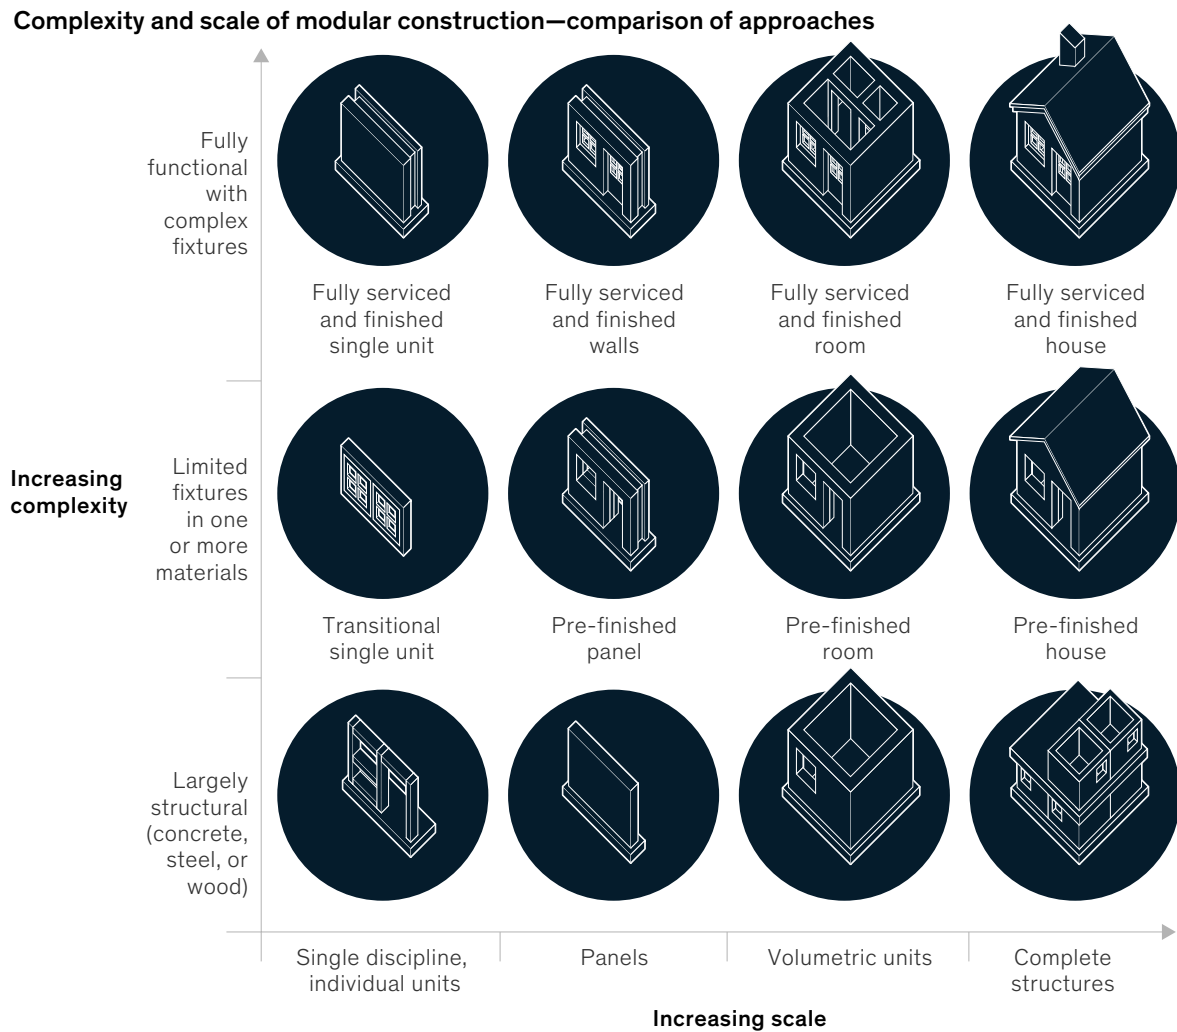 Complexity and scale of modular construction—comparison of approaches
Fully
functional
with
complex
fixtures
Fully serviced
and finished
single unit
Fully serviced
and finished
walls
Fully serviced
and finished
room
Fully serviced
and finished
house
Increasing
complexity
Limited
fixtures
in one
or more
materials
Transitional
single unit
Pre-finished
panel
Pre-finished
room
Pre-finished
house
Largely
structural
(concrete,
steel, or
wood)
Single discipline,
individual units
Panels
Volumetric units
Complete
structures
Increasing scale